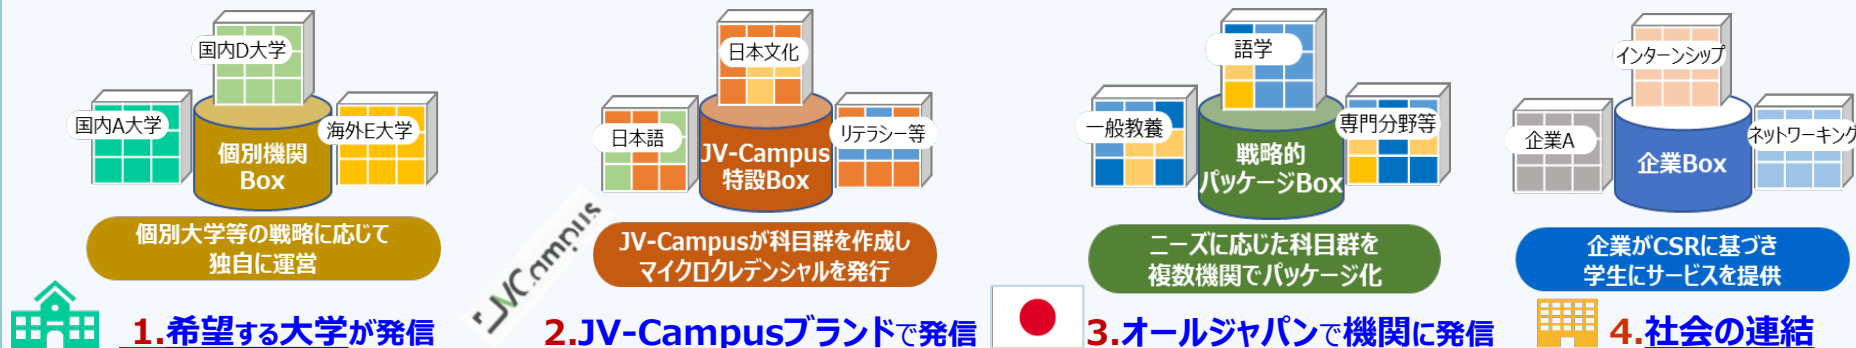 国内D大学
国内A大学
海外E大学
個別機関
Box
個別大学等の戦略に応じて
独自に運営
1.希望する大学が発信
日本文化
日本語
リテラシー等
JV-Campus
特設Box
JV-Campusが科目群を作成し
マイクロクレデンシャルを発行
JVCampus
2.JV-Campusブランドで発信
語学
一般教養
専門分野等
戦略的
パッケージBox
ニーズに応じた科目群を
複数機関でパッケージ化
3.オールジャパンで機関に発信
インターンシップ
企業A
ネットワーキング
企業Box
企業がCSRに基づき
学生にサービスを提供
4.社会の連結